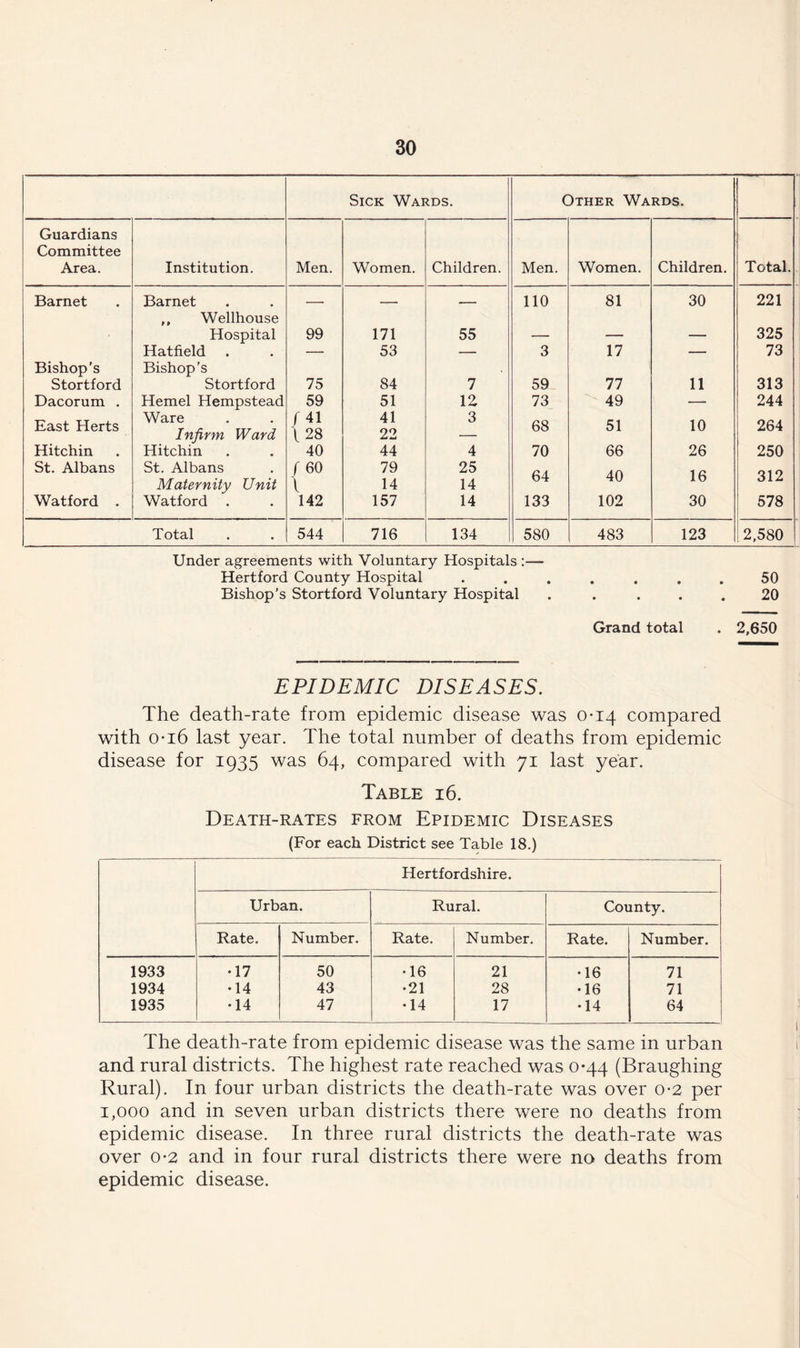 30
Sick Wards. Other Wards.
Guardians Committee Area. Institution. Men. Women. Children. Men. Women. Children. Total.
Barnet . Barnet . . — — — 110 81 30 221
,, Wellhouse
Hospital 99 171 55 — — — 325
Hatfield . . — 53 — 3 17 — 73
Bishop's Bishop's
Stortford Stortford 75 84 7 59 77 11 313
Dacorum . Hemel Hempstead 59 51 12 73 49 — 244
East Herts Ware . . { 41 41 3 68 51 10 264
Infirm Ward { 28 22 —
Hitchin . Hitchin . . 40 44 4 70 66 26 250
St. Albans St. Albans . { 60 79 25 64 40 16 312
Maternity Unit { 14 14
Watford . Watford . . 142 157 14 133 102 30 578
Total . . 544 716 134 580 483 123 2,580
Under agreements with Voluntary Hospitals :—
Hertford County Hospital . . . . . . . 50
Bishop's Stortford Voluntary Hospital . . . . . 20
Grand total . 2,650
EPIDEMIC DISEASES.
The death-rate from epidemic disease was 0·14 compared
with 0·16 last year. The total number of deaths from epidemic
disease for 1935 was 64, compared with 71 last year.
Table 16.
Death-rates from Epidemic Diseases
(For each District see Table 18.)
Hertfordshire.
Urban. Rural. County.
Rate. Number. Rate. Number. Rate. Number.
1933 ·17 50 ·16 21 ·16 71
1934 ·14 43 ·21 28 ·16 71
1935 ·14 47 ·14 17 ·14 64
The death-rate from epidemic disease was the same in urban
and rural districts. The highest rate reached was 0·44 (Braughing
Rural). In four urban districts the death-rate was over 0·2 per
1,000 and in seven urban districts there were no deaths from
epidemic disease. In three rural districts the death-rate was
over 0·2 and in four rural districts there were no deaths from
epidemic disease.